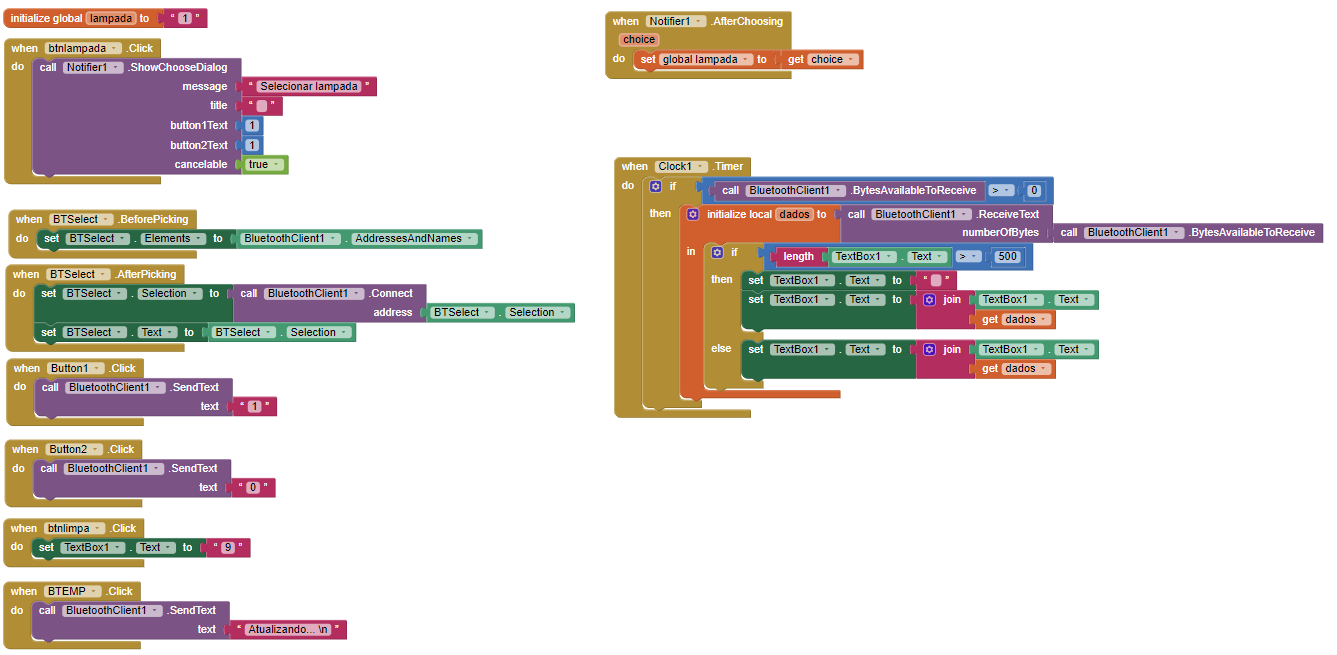 initialize global lampada to " 1 "
when btnlampada .Click
do call Notifier1 .ShowChooseDialog
message " Selecionar lampada "
title " "
button1Text 1
button2Text 1
cancelable true
when BTSelect .BeforePicking
do set BTSelect . Elements to BluetoothClient1 . AddressesAndNames
when BTSelect .AfterPicking
do set BTSelect . Selection to call BluetoothClient1 .Connect
address BTSelect . Selection
set BTSelect . Text to BTSelect . Selection
when Button1 .Click
do call BluetoothClient1 .SendText
text " 1 "
when Button2 .Click
do call BluetoothClient1 .SendText
text " 0 "
when btnlimpa .Click
do set TextBox1 . Text to " 9 "
when BTEMP .Click
do call BluetoothClient1 .SendText
text " Atualizando... \n "
when Notifier1 .AfterChoosing
choice
do set global lampada to get choice
when Clock1 .Timer
do if call BluetoothClient1 .BytesAvailableToReceive > 0
then initialize local dados to call BluetoothClient1 .ReceiveText
numberOfBytes call BluetoothClient1 .BytesAvailableToReceive
in if length TextBox1 . Text > 500
then set TextBox1 . Text to " "
set TextBox1 . Text to join TextBox1 . Text
get dados
else set TextBox1 . Text to join TextBox1 . Text
get dados